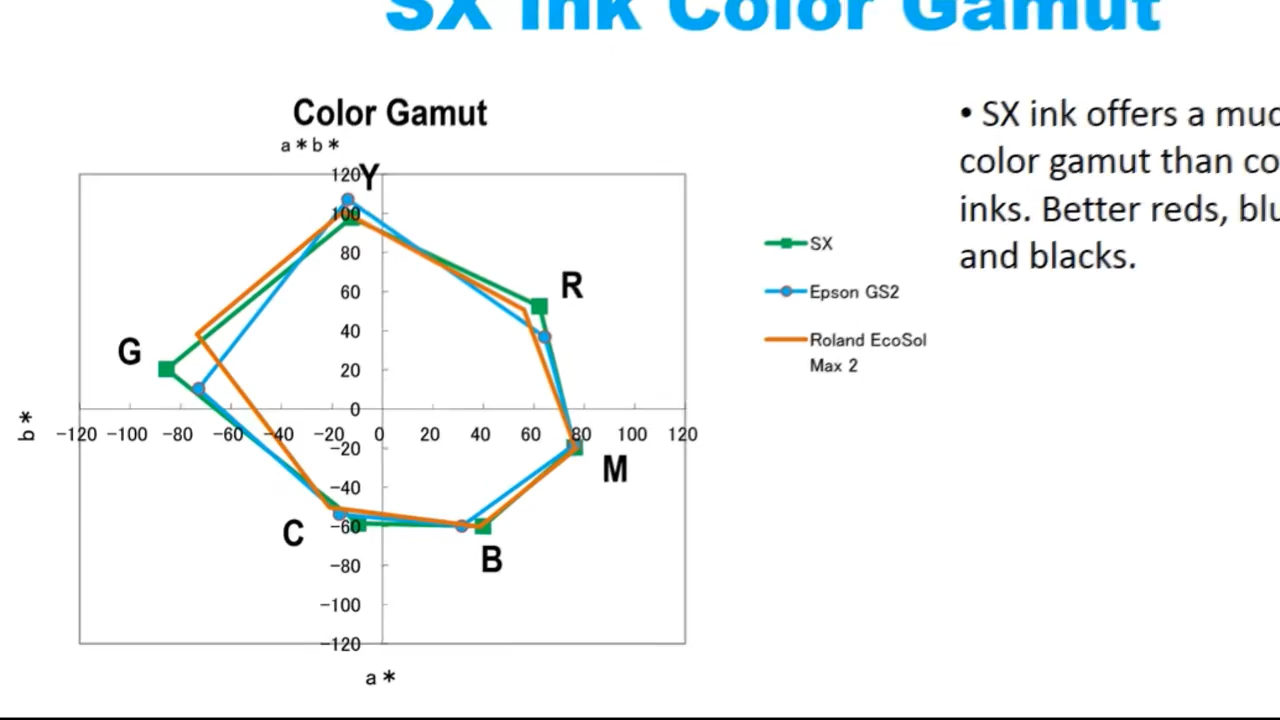 SX Ink Color Gamut
Color Gamut
a*b*
Y
R
G
M
C
B
120
100
80
60
40
20
0
-20
-40
-60
-80
-100
-120
-120 -100 -80 -60 -40 -20 0 20 40 60 80 100 120
b*
a*
SX
Epson GS2
Roland EcoSol
Max 2
• SX ink offers a muc
color gamut than co
inks. Better reds, blu
and blacks.